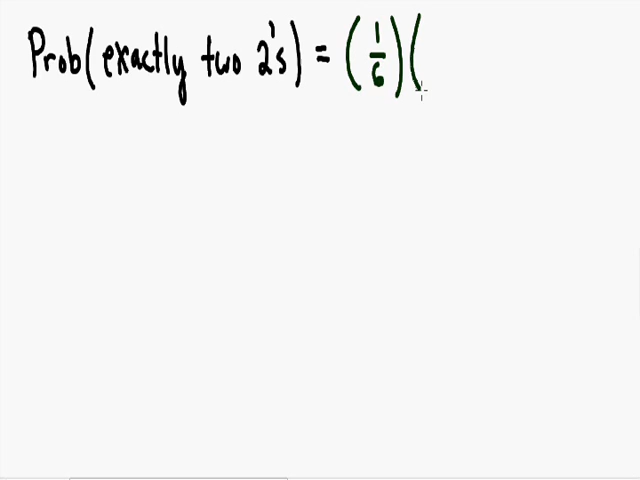 Prob(exactly two 2's) = (1/6)(